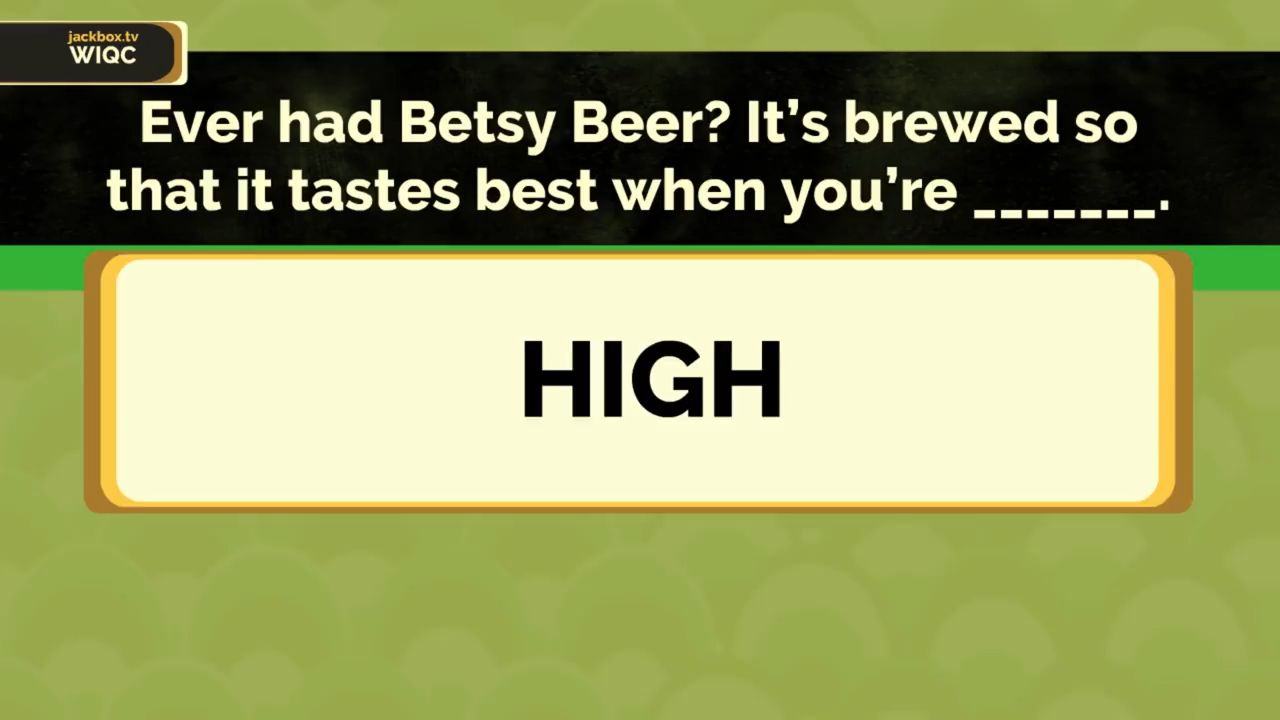 jackbox.tv
WIQC
Ever had Betsy Beer? It’s brewed so
that it tastes best when you’re _______.
HIGH